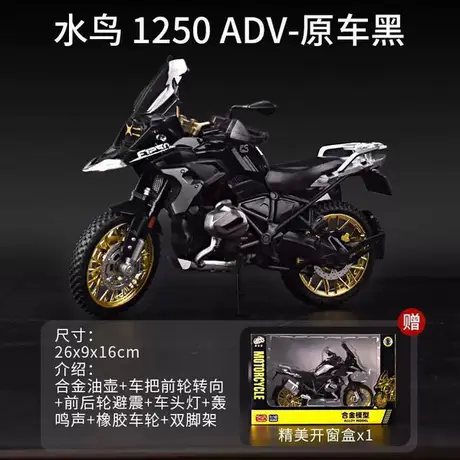 水鸟 1250 ADV-原车黑
尺寸:
26x9x16cm
介绍:
合金油壶+车把前轮转向
+前后轮避震+车头灯+轰
鸣声+橡胶车轮+双脚架
赠
MOTORCYCLE
合金模型
ALLOY MODEL
精美开窗盒x1